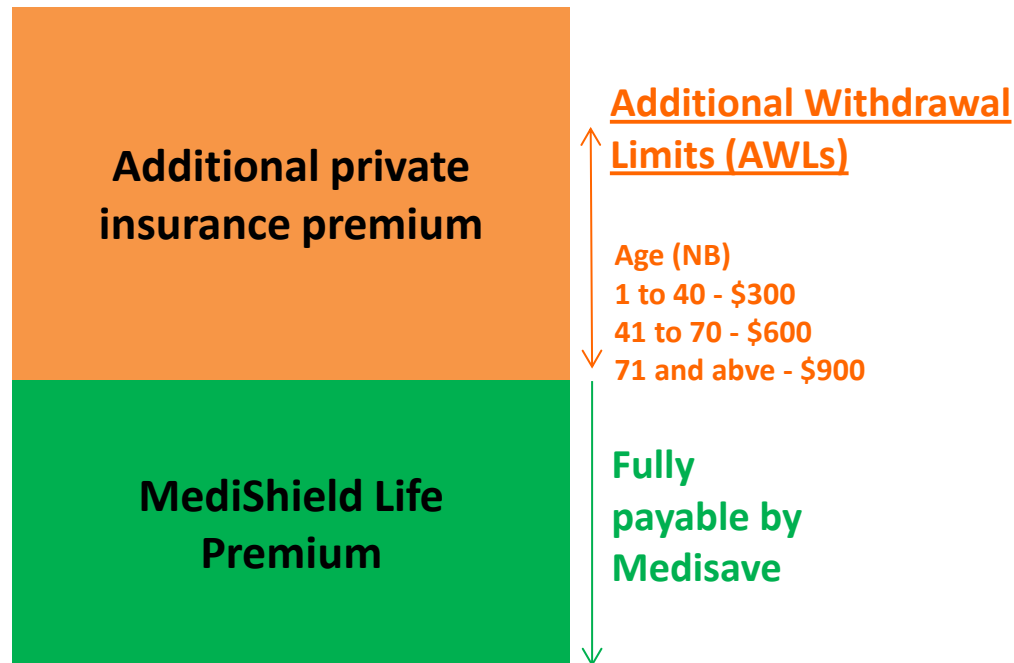 Additional private
insurance premium
Additional Withdrawal
Limits (AWLs)
Age (NB)
1 to 40 - $300
41 to 70 - $600
71 and abve - $900
MediShield Life
Premium
Fully
payable by
Medisave